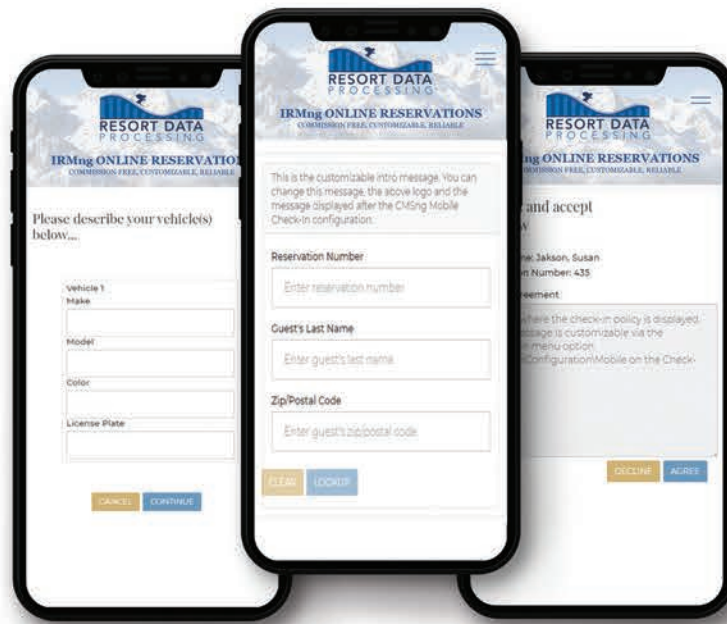 RESORT DATA
PROCESSING
IRMng ONLINE RESERVATION
COMMISSION FREE, CUSTOMIZABLE, RELIABLE
Please describe your vehicle(s)
below...
Vehicle 1
Make
Model
Color
License Plate
CANCEL
CONTINUE
RESORT DATA
PROCESSING
IRMng ONLINE RESERVATIONS
COMMISSION FREE, CUSTOMIZABLE, RELIABLE
This is the customizable intro message. You can
change this message, the above logo and the
message displayed after the CMSng Mobile
Check-In configuration.
Reservation Number
Enter reservation number
Guest's Last Name
Enter guest's last name
Zip/Postal Code
Enter guest's zip/postal code
CLEAR
LOOKUP
RESORT DATA
PROCESSING
ng ONLINE RESERVATIONS
COMMISSION FREE, CUSTOMIZABLE, RELIABLE
and accept
me: Jakson, Susan
on Number: 435
reement:
where the check-in policy is displayed.
ssage is customizable via the
n menu option
\Configuration\Mobile on the Check-
DECLINE
AGREE